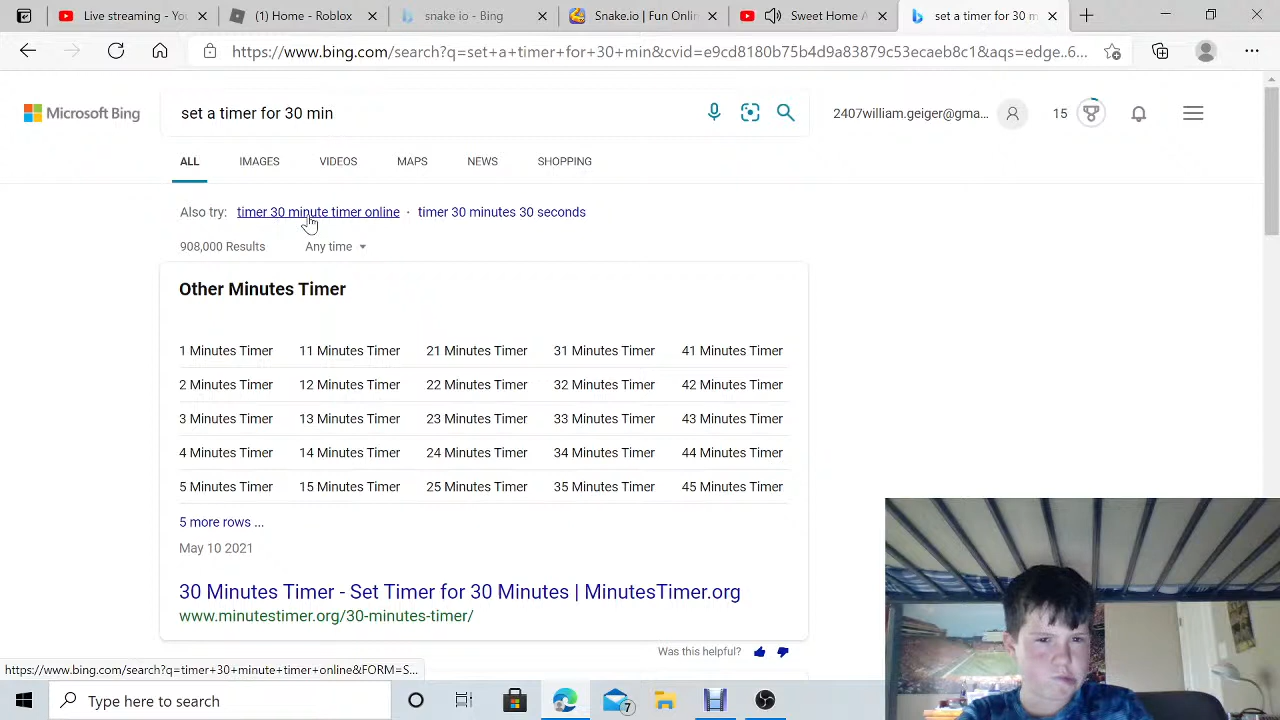 Live streaming - YouTube
30 Minu
snake io - Bing
Snake.io | Fun Onlin
Sweet Home A
set a timer for 30 m
https://www.bing.com/search?q=set+a+timer+for+30+min&cvid=e9cd8180b75b4d9a83879c53ecaeb8c1&aqs=edge..6...
Microsoft Bing
set a timer for 30 min
2407william.geiger@gma...
15
ALL IMAGES VIDEOS MAPS NEWS SHOPPING
Also try: timer 30 minute timer online · timer 30 minutes 30 seconds
908,000 Results Any time
Other Minutes Timer
1 Minutes Timer 11 Minutes Timer 21 Minutes Timer 31 Minutes Timer 41 Minutes Timer
2 Minutes Timer 12 Minutes Timer 22 Minutes Timer 32 Minutes Timer 42 Minutes Timer
3 Minutes Timer 13 Minutes Timer 23 Minutes Timer 33 Minutes Timer 43 Minutes Timer
4 Minutes Timer 14 Minutes Timer 24 Minutes Timer 34 Minutes Timer 44 Minutes Timer
5 Minutes Timer 15 Minutes Timer 25 Minutes Timer 35 Minutes Timer 45 Minutes Timer
5 more rows ...
May 10 2021
30 Minutes Timer - Set Timer for 30 Minutes | MinutesTimer.org
www.minutestimer.org/30-minutes-timer/
Was this helpful?
https://www.bing.com/search?q=timer+30+minute+timer+online&FORM=S...
Type here to search
7